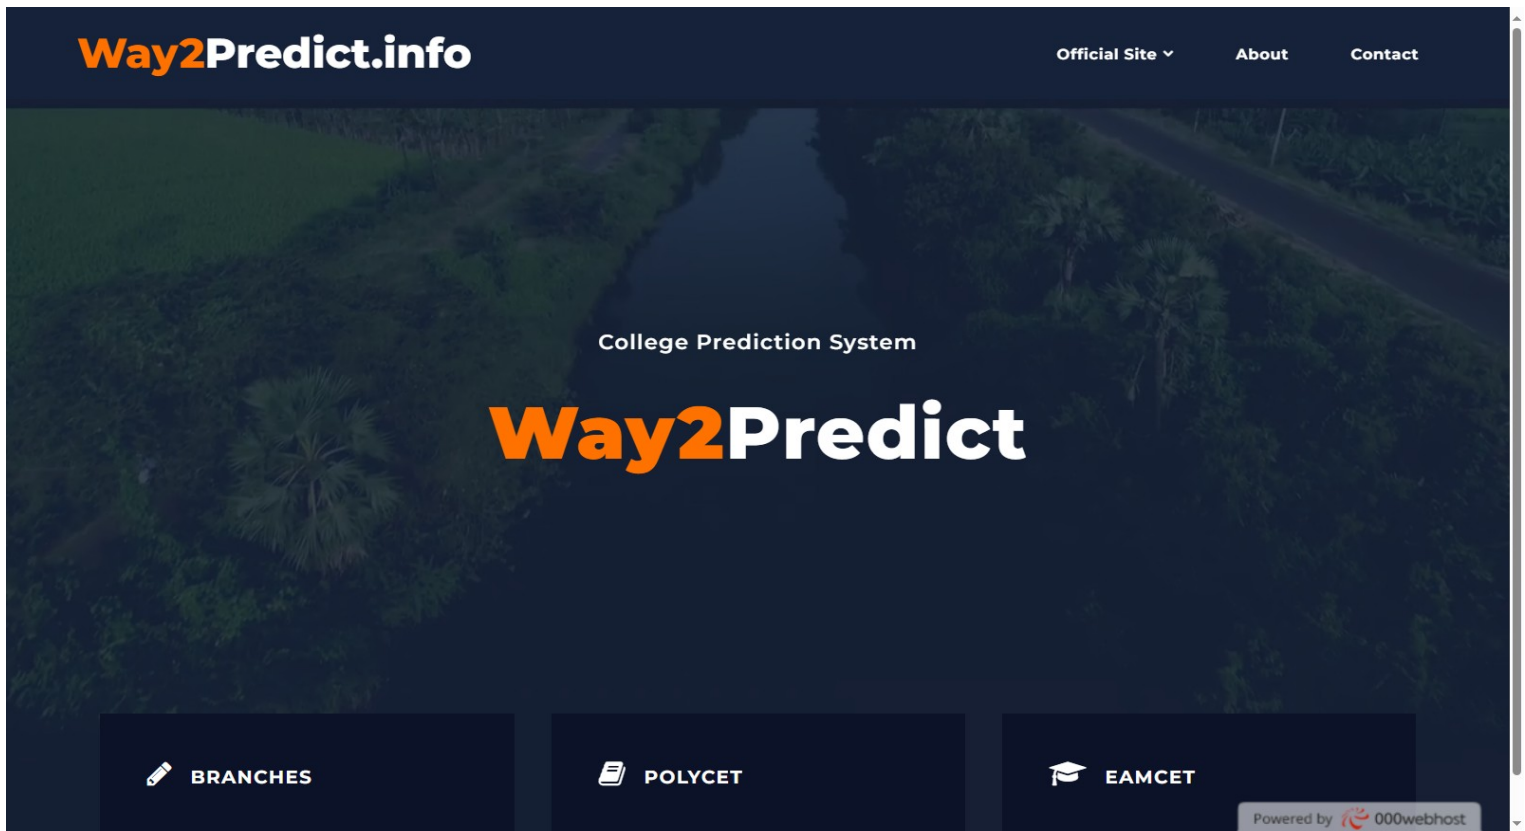 Way2Predict.info
Official Site
About
Contact
College Prediction System
Way2Predict
BRANCHES
POLYCET
EAMCET
Powered by 000webhost